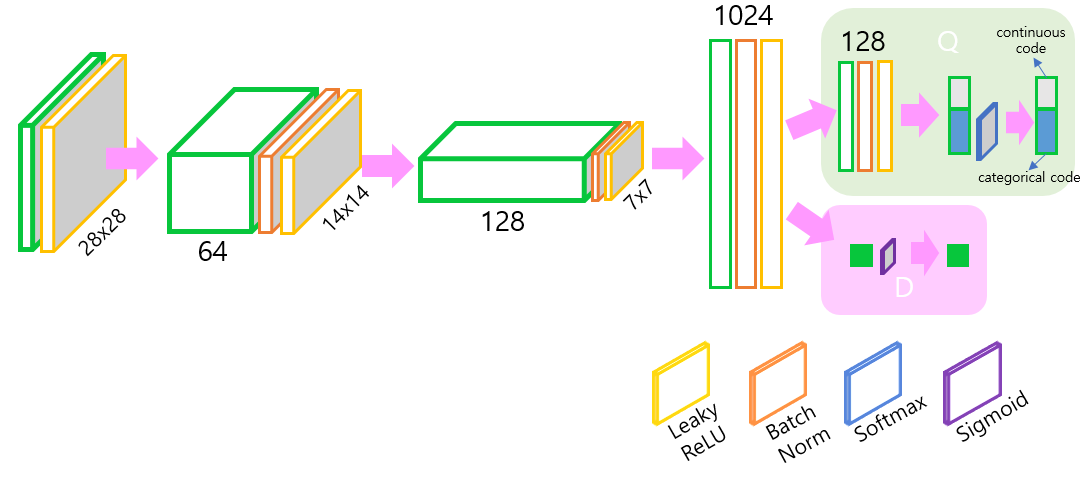 1024
128
Q
continuous
code
categorical code
28x28
64
14x14
128
7x7
D
Leaky
ReLU
Batch
Norm
Softmax
Sigmoid